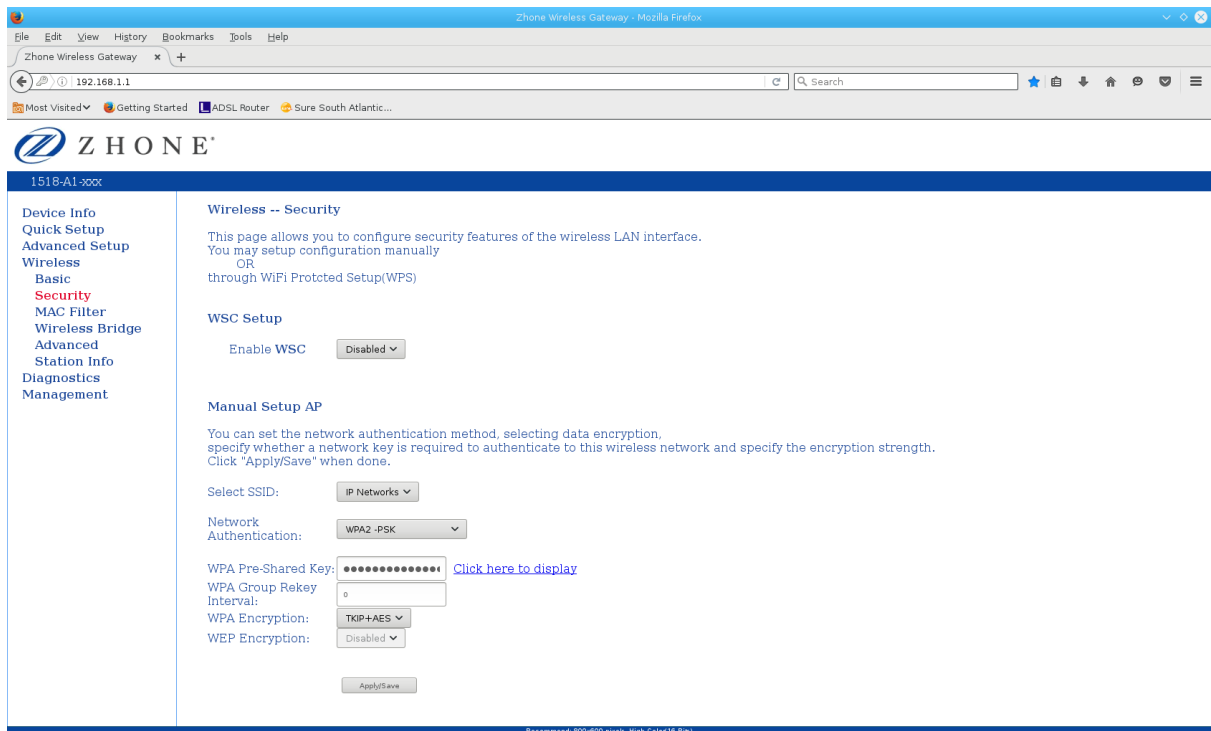 Zhone Wireless Gateway - Mozilla Firefox
File Edit View History Bookmarks Tools Help
Zhone Wireless Gateway
192.168.1.1
Search
Most Visited Getting Started ADSL Router Sure South Atlantic...
ZHONE
1518-A1-xxx
Device Info
Quick Setup
Advanced Setup
Wireless
Basic
Security
MAC Filter
Wireless Bridge
Advanced
Station Info
Diagnostics
Management
Wireless -- Security
This page allows you to configure security features of the wireless LAN interface.
You may setup configuration manually
OR
through WiFi Protcted Setup(WPS)
WSC Setup
Enable WSC Disabled
Manual Setup AP
You can set the network authentication method, selecting data encryption,
specify whether a network key is required to authenticate to this wireless network and specify the encryption strength.
Click "Apply/Save" when done.
Select SSID: IP Networks
Network
Authentication: WPA2 -PSK
WPA Pre-Shared Key: ●●●●●●●●●●●●●● Click here to display
WPA Group Rekey
Interval: 0
WPA Encryption: TKIP+AES
WEP Encryption: Disabled
Apply/Save
Recommend: 800x600 pixels, High Color(16 Bits)